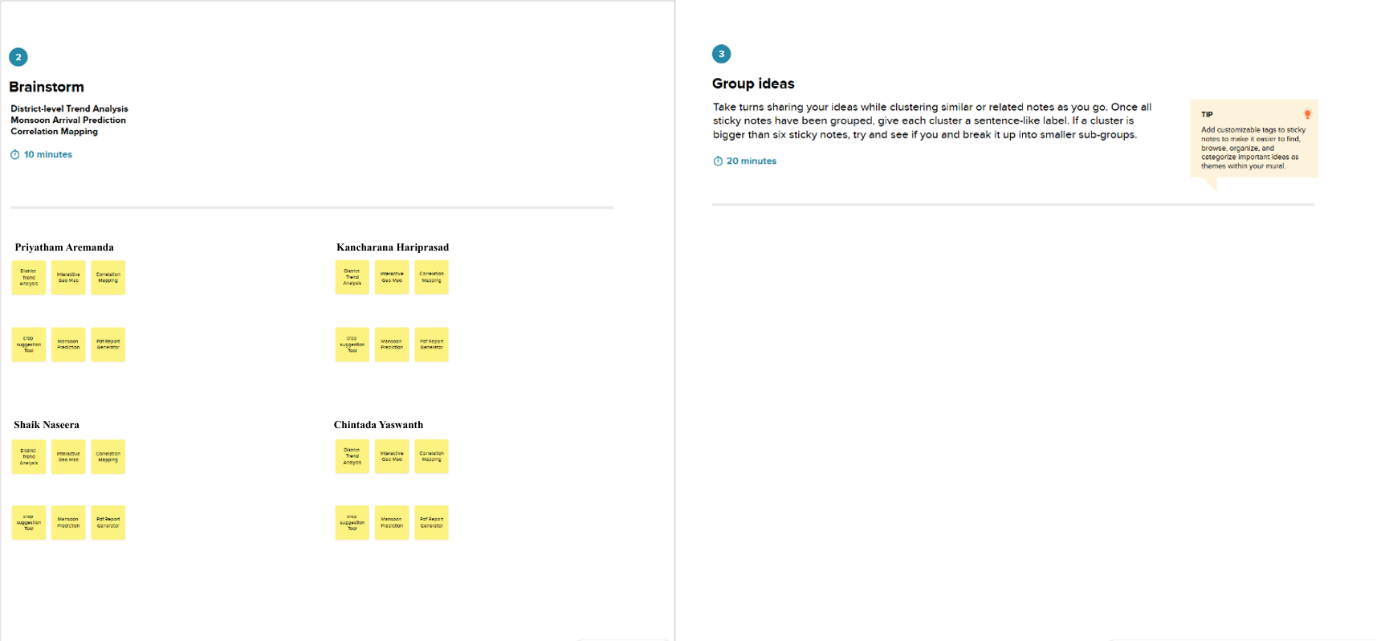 2
Brainstorm
District-level Trend Analysis
Monsoon Arrival Prediction
Correlation Mapping
10 minutes
Priyatham Aremanda
District
Trend
Analysis
Interactive
Geo Map
Correlation
Mapping
crop
suggestion
Tool
Monsoon
Prediction
Pdf Report
Generator
Kancharana Hariprasad
District
Trend
Analysis
Interactive
Geo Map
Correlation
Mapping
crop
suggestion
Tool
Monsoon
Prediction
Pdf Report
Generator
Shaik Naseera
District
Trend
Analysis
Interactive
Geo Map
Correlation
Mapping
crop
suggestion
Tool
Monsoon
Prediction
Pdf Report
Generator
Chintada Yaswanth
District
Trend
Analysis
Interactive
Geo Map
Correlation
Mapping
crop
suggestion
Tool
Monsoon
Prediction
Pdf Report
Generator
3
Group ideas
Take turns sharing your ideas while clustering similar or related notes as you go. Once all
sticky notes have been grouped, give each cluster a sentence-like label. If a cluster is
bigger than six sticky notes, try and see if you and break it up into smaller sub-groups.
20 minutes
TIP
Add customizable tags to sticky
notes to make it easier to find,
browse, organize, and
categorize important ideas as
themes within your mural.